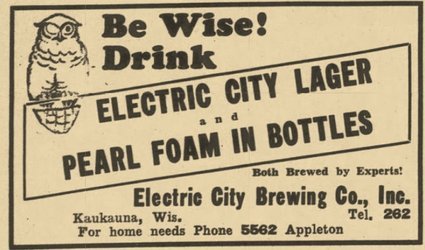 Be Wise!
Drink
ELECTRIC CITY LAGER
and
PEARL FOAM IN BOTTLES
Both Brewed by Experts!
Electric City Brewing Co., Inc.
Kaukauna, Wis. Tel. 262
For home needs Phone 5562 Appleton